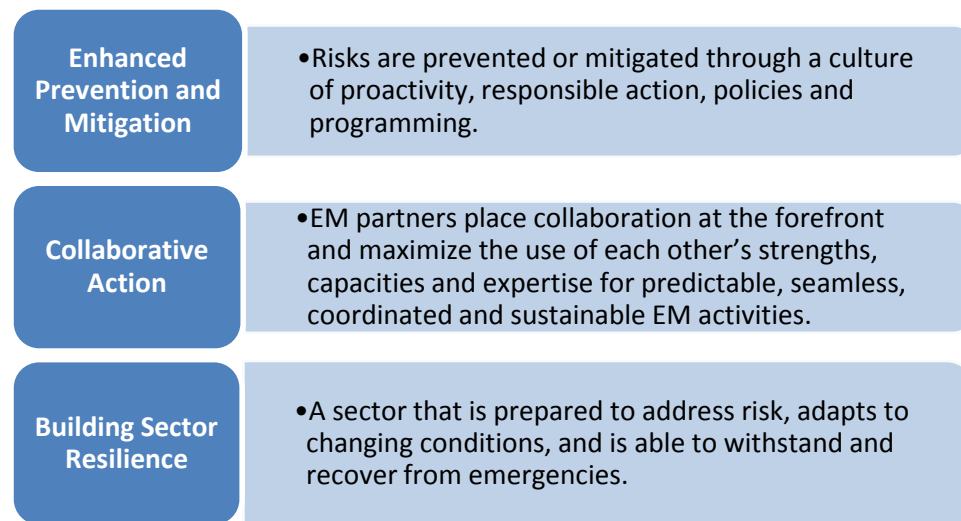 Enhanced
Prevention and
Mitigation
•Risks are prevented or mitigated through a culture
of proactivity, responsible action, policies and
programming.
Collaborative
Action
•EM partners place collaboration at the forefront
and maximize the use of each other’s strengths,
capacities and expertise for predictable, seamless,
coordinated and sustainable EM activities.
Building Sector
Resilience
•A sector that is prepared to address risk, adapts to
changing conditions, and is able to withstand and
recover from emergencies.